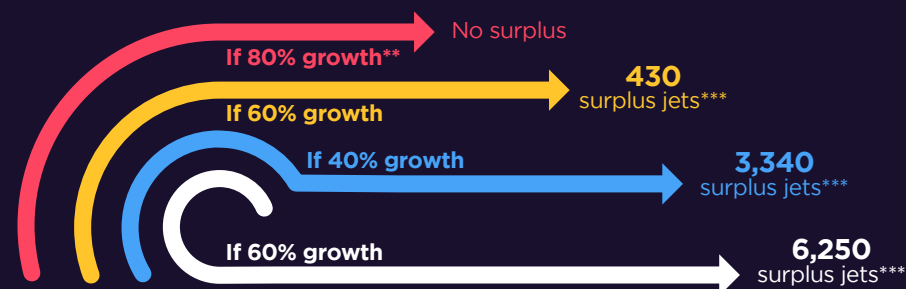 No surplus
If 80% growth**
430
surplus jets***
If 60% growth
If 40% growth
3,340
surplus jets***
If 60% growth
6,250
surplus jets***